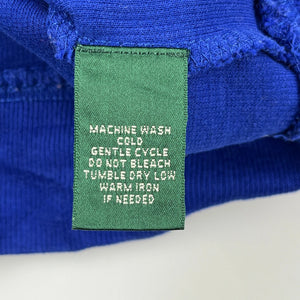 MACHINE WASH
COLD
GENTLE CYCLE
DO NOT BLEACH
TUMBLE DRY LOW
WARM IRON
IF NEEDED